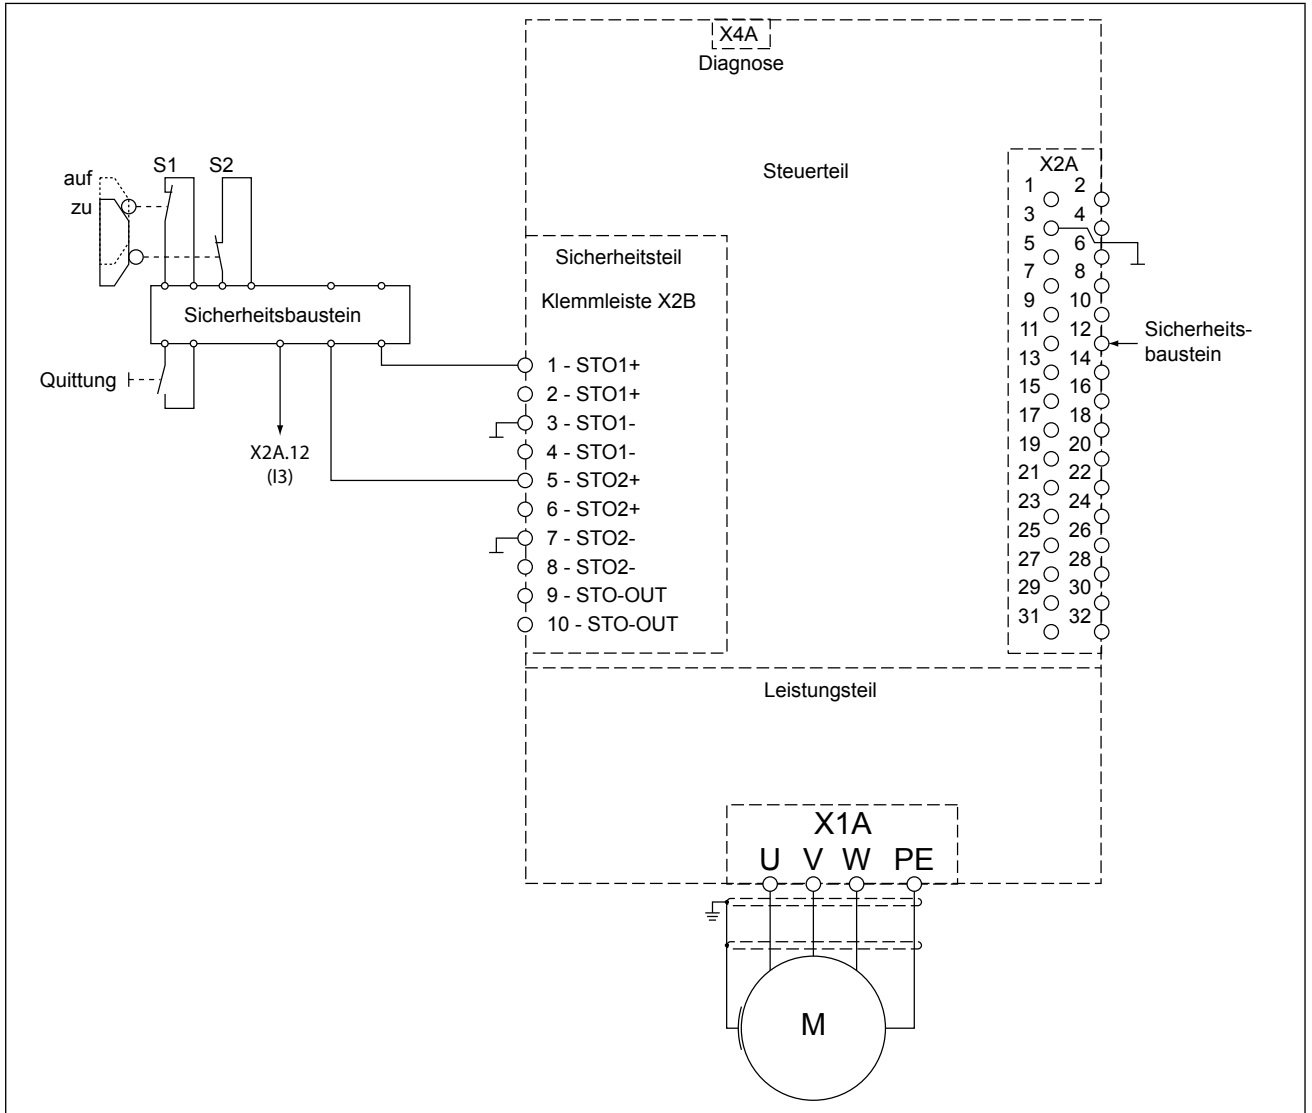 X4A
Diagnose
Steuerteil
S1 S2
auf
zu
Sicherheitsbaustein
Quittung
X2A.12
(I3)
Sicherheitsteil
Klemmleiste X2B
1 - STO1+
2 - STO1+
3 - STO1-
4 - STO1-
5 - STO2+
6 - STO2+
7 - STO2-
8 - STO2-
9 - STO-OUT
10 - STO-OUT
X2A
1 2
3 4
5 6
7 8
9 10
11 12
13 14
15 16
17 18
19 20
21 22
23 24
25 26
27 28
29 30
31 32
Sicherheits-
baustein
Leistungsteil
X1A
U V W PE
M